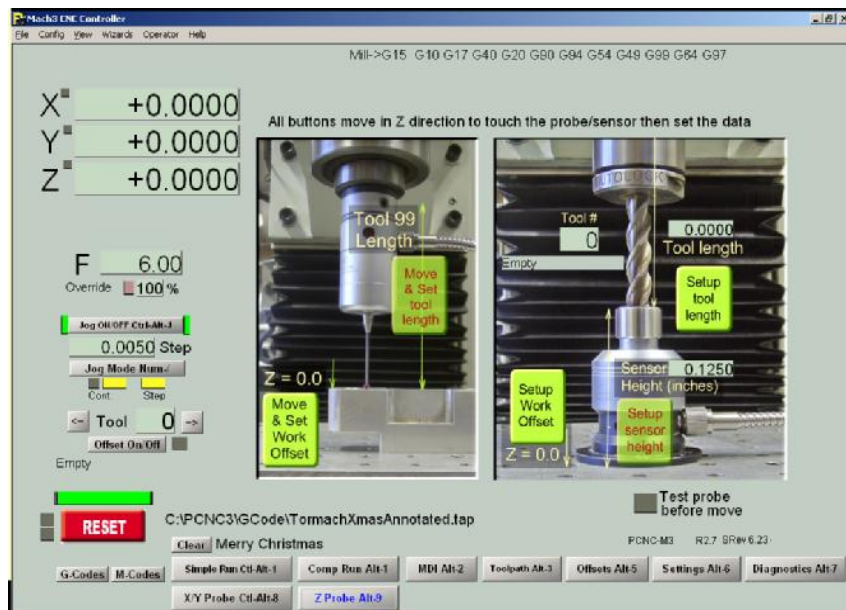 Mach3 CNC Controller
File Config View Wizards Operator Help
Mill->G15 G10 G17 G40 G20 G90 G94 G54 G49 G99 G64 G97
X +0.0000
Y +0.0000
Z +0.0000
All buttons move in Z direction to touch the probe/sensor then set the data
Tool 99
Length
Move
& Set
tool
length
Z = 0.0
Move
& Set
Work
Offset
AUTOLOCK
Tool #
0
Empty
0.0000
Tool length
Setup
tool
length
Sensor 0.1250
Height (inches)
Setup
Work
Offset
Setup
sensor
height
Z = 0.0
F 6.00
Override 100 %
Jog ON/OFF Ctrl-Alt-J
0.0050 Step
Cont. Step
<- Tool 0 ->
Offset On/Off
Empty
Test probe
before move
RESET
C:\PCNC3\GCode\TormachXmasAnnotated.tap
PCNC-M3 R2.7 SRev6.23
Clear Merry Christmas
G-Codes M-Codes
Simple Run Ctl-Alt-1 Comp Run Alt-1 MDI Alt-2 Toolpath Alt-3 Offsets Alt-5 Settings Alt-6 Diagnostics Alt-7
X/Y Probe Ctl-Alt-8 Z Probe Alt-9